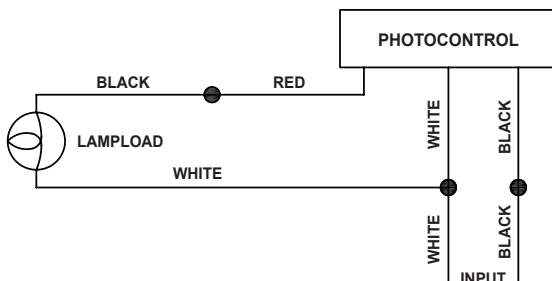 PHOTOCONTROL
BLACK
RED
WHITE
BLACK
LAMPLOAD
WHITE
WHITE
BLACK
INPUT